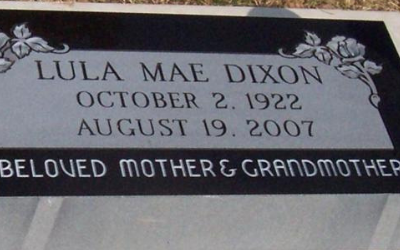 LULA MAE DIXON
OCTOBER 2, 1922
AUGUST 19, 2007
BELOVED MOTHER & GRANDMOTHER